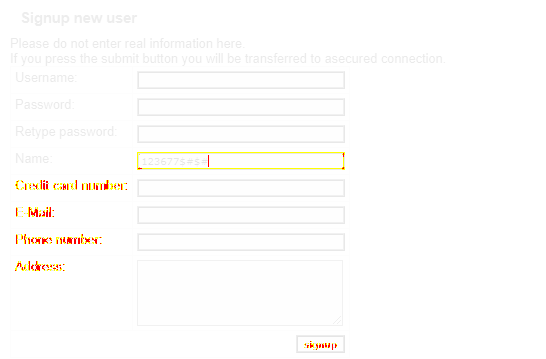 Signup new user
Please do not enter real information here.
If you press the submit button you will be transferred to asecured connection.
Username:
Password:
Retype password:
Name: 123677$#$#
Credit card number:
E-Mail:
Phone number:
Address:
signup